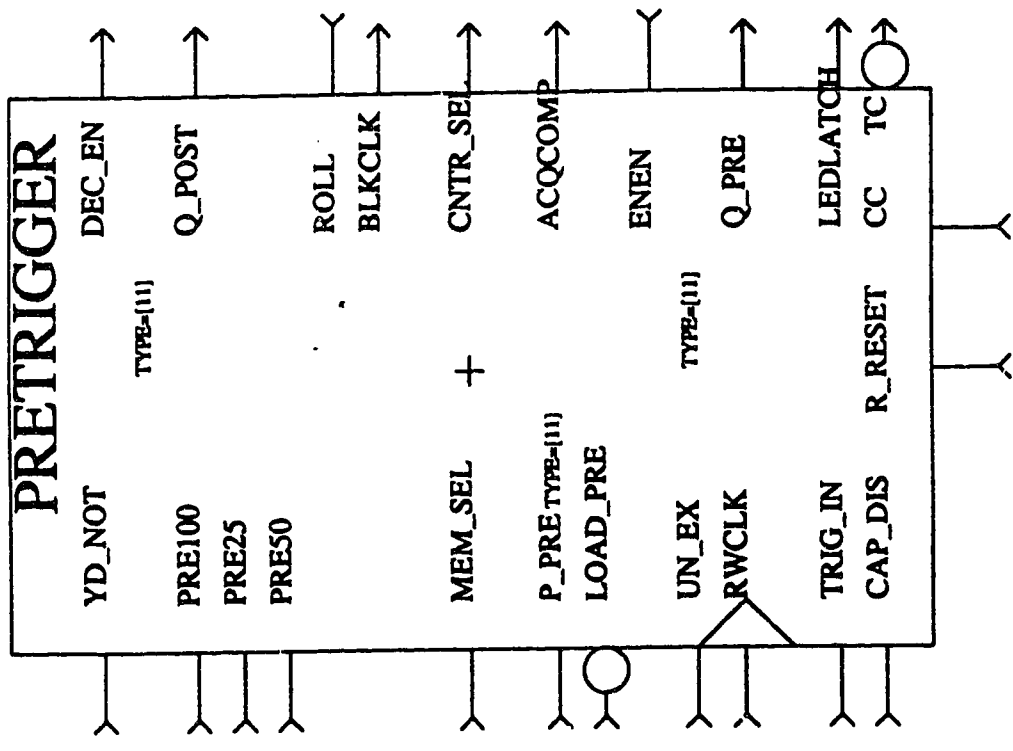 PRETRIGGER
YD_NOT
DEC_EN
TYPE=[11]
PRE100
Q_POST
PRE25
PRE50
ROLL
BLKCLK
MEM_SEL
CNTR_SEL
P_PRE TYPE=[11]
ACQCOMP
LOAD_PRE
ENEN
UN_EX
TYPE=[11]
RWCLK
Q_PRE
TRIG_IN
LEDLATCH
CAP_DIS
R_RESET
CC
TC